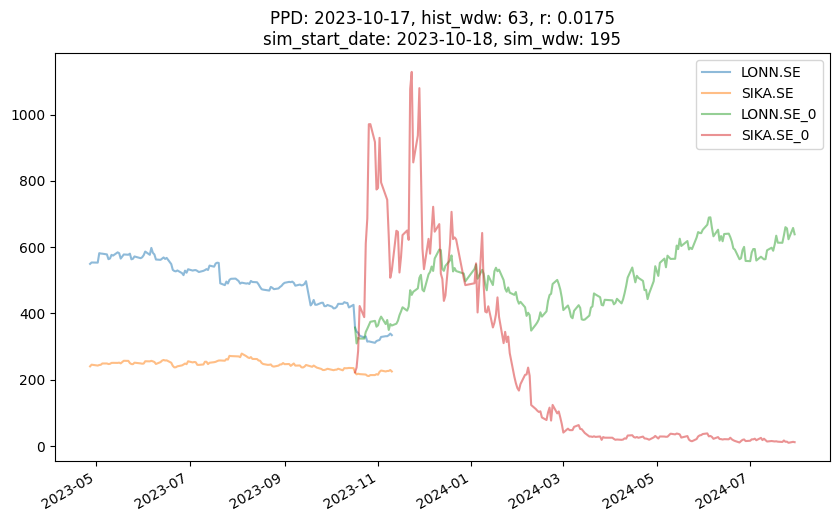 PPD: 2023-10-17, hist_wdw: 63, r: 0.0175
sim_start_date: 2023-10-18, sim_wdw: 195
LONN.SE
SIKA.SE
LONN.SE_0
SIKA.SE_0
1000
800
600
400
200
0
2023-05
2023-07
2023-09
2023-11
2024-01
2024-03
2024-05
2024-07